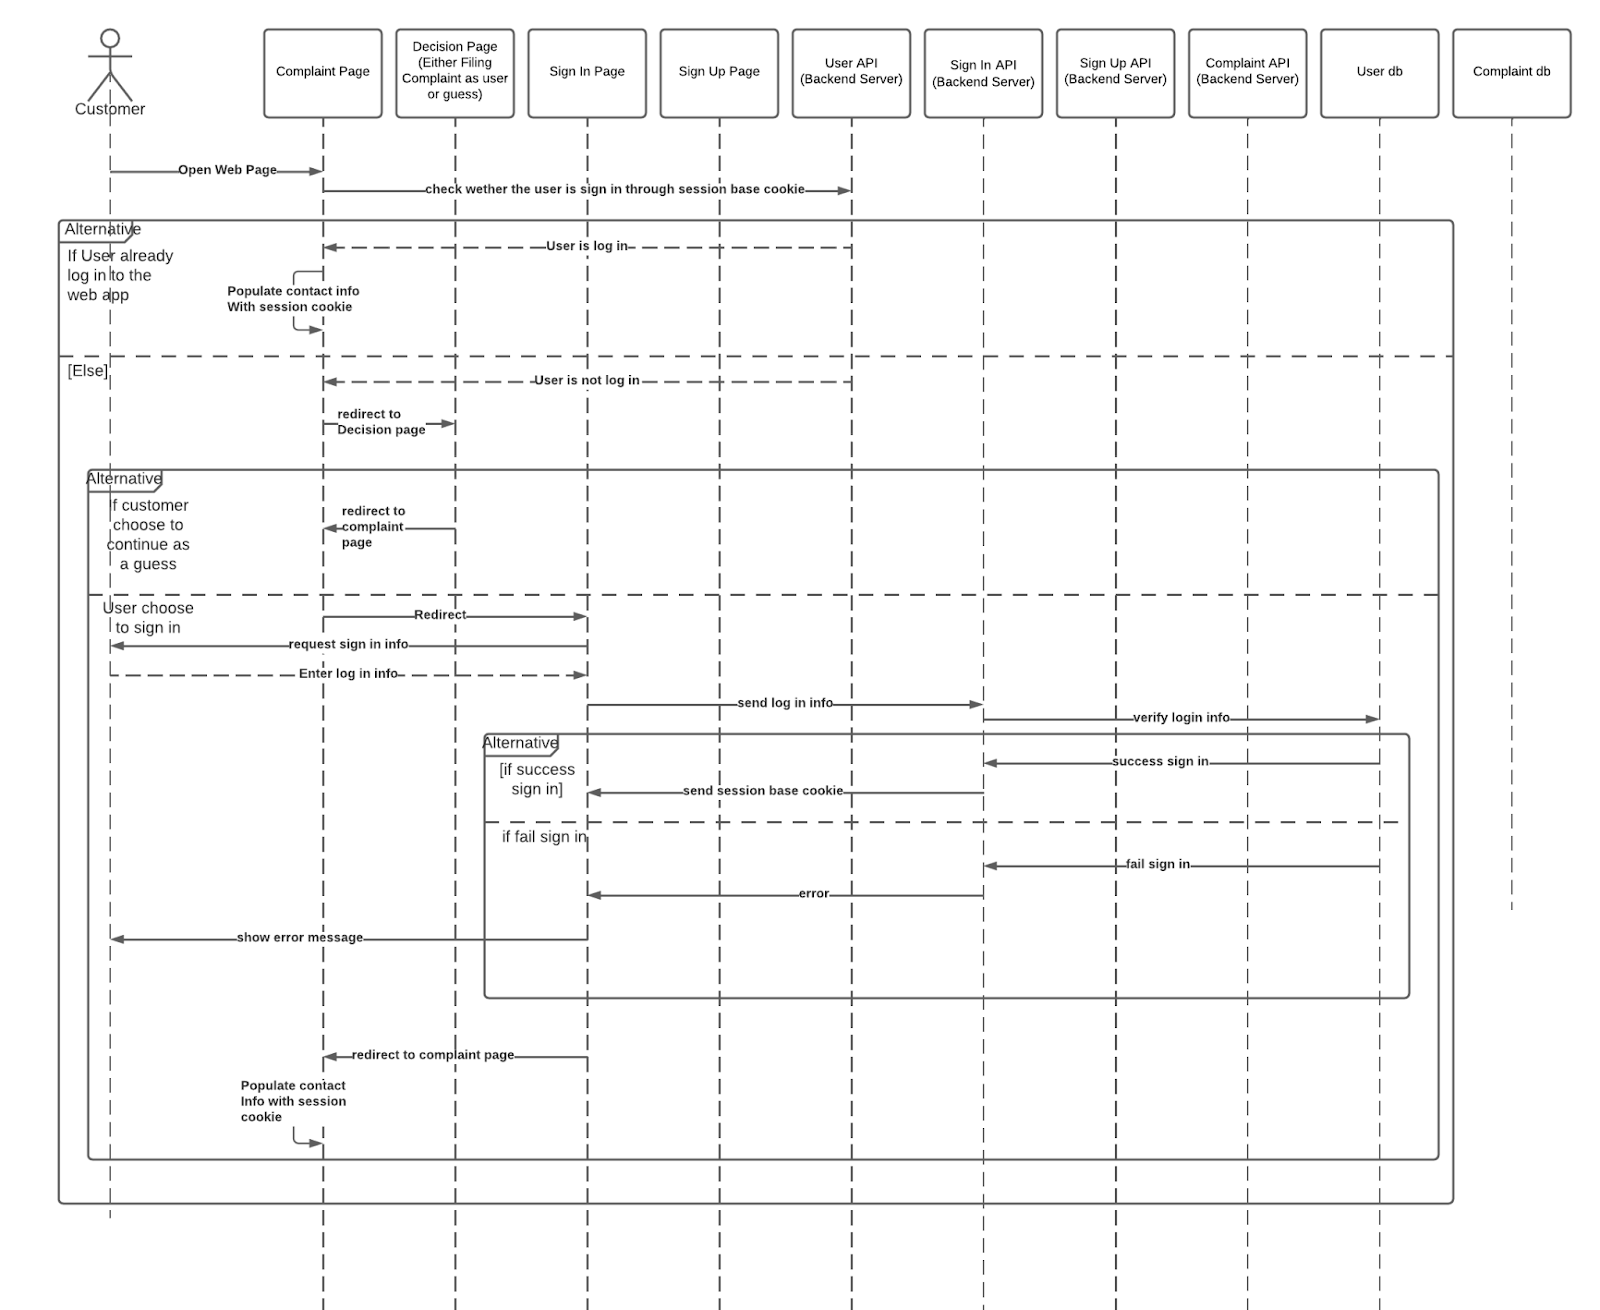 Customer
Complaint Page
Decision Page
(Either Filing
Complaint as user
or guess)
Sign In Page
Sign Up Page
User API
(Backend Server)
Sign In API
(Backend Server)
Sign Up API
(Backend Server)
Complaint API
(Backend Server)
User db
Complaint db
Open Web Page
check wether the user is sign in through session base cookie
Alternative
If User already
log in to the
web app
User is log in
Populate contact info
With session cookie
[Else]
User is not log in
redirect to
Decision page
Alternative
If customer
choose to
continue as
a guess
redirect to
complaint
page
User choose
to sign in
Redirect
request sign in info
Enter log in info
send log in info
verify login info
Alternative
[if success
sign in]
success sign in
send session base cookie
if fail sign in
fail sign in
error
show error message
redirect to complaint page
Populate contact
Info with session
cookie